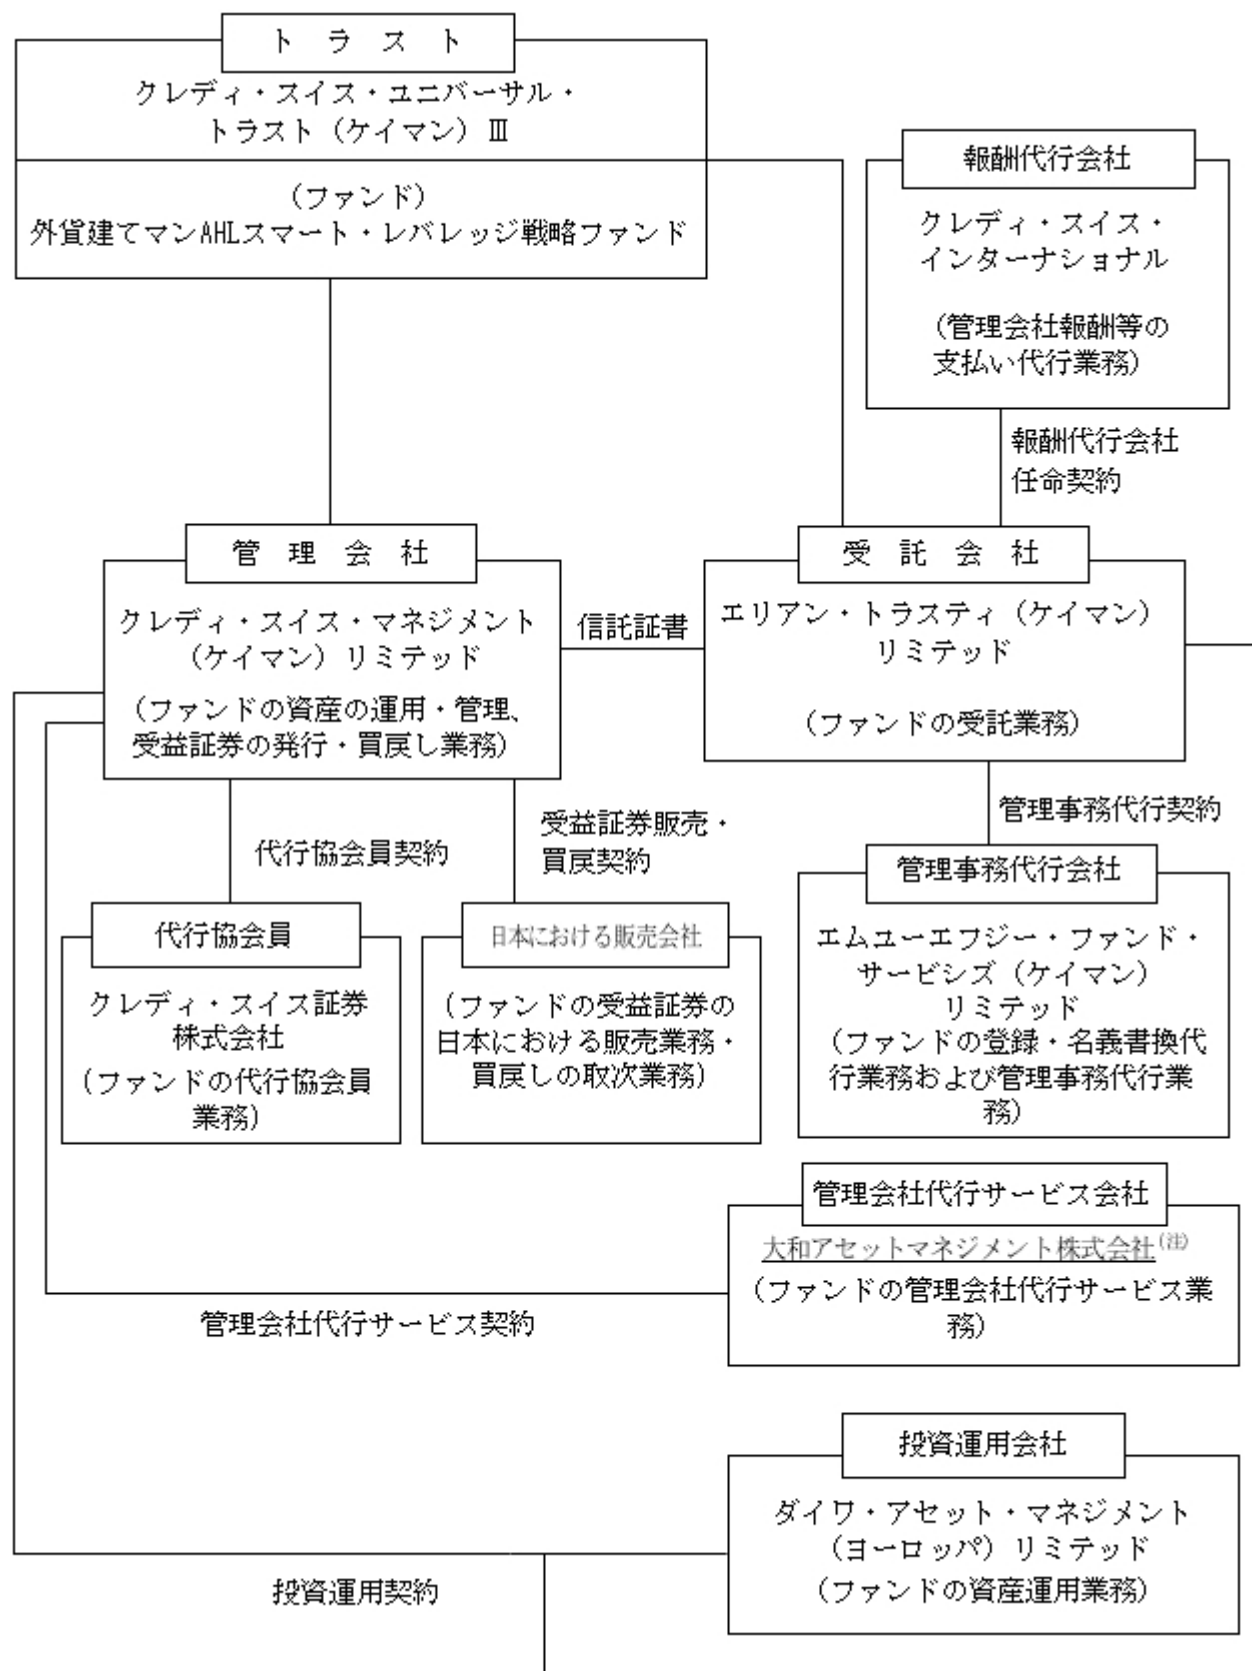 トラスト
クレディ・スイス・ユニバーサル・
トラスト（ケイマン）Ⅲ
（ファンド）
外貨建てマンAHLスマート・レバレッジ戦略ファンド
報酬代行会社
クレディ・スイス・
インターナショナル
（管理会社報酬等の
支払い代行業務）
報酬代行会社
任命契約
管理会社
クレディ・スイス・マネジメント
（ケイマン）リミテッド
（ファンドの資産の運用・管理、
受益証券の発行・買戻し業務）
信託証書
受託会社
エリアン・トラスティ（ケイマン）
リミテッド
（ファンドの受託業務）
代行協会員契約
受益証券販売・
買戻契約
管理事務代行契約
代行協会員
クレディ・スイス証券
株式会社
（ファンドの代行協会員
業務）
日本における販売会社
（ファンドの受益証券の
日本における販売業務・
買戻しの取次業務）
管理事務代行会社
エムユーエフジー・ファンド・
サービシズ（ケイマン）
リミテッド
（ファンドの登録・名義書換代
行業務および管理事務代行業
務）
管理会社代行サービス会社
大和アセットマネジメント株式会社（注）
（ファンドの管理会社代行サービス業
務）
管理会社代行サービス契約
投資運用会社
ダイワ・アセット・マネジメント
（ヨーロッパ）リミテッド
（ファンドの資産運用業務）
投資運用契約